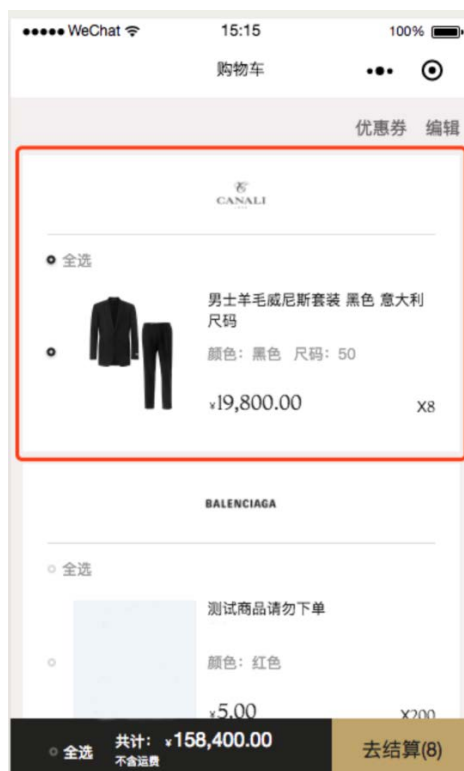 WeChat 15:15 100%
购物车
优惠券 编辑
CANALI
全选
男士羊毛威尼斯套装 黑色 意大利
尺码
颜色：黑色 尺码：50
¥19,800.00 X8
BALENCIAGA
全选
测试商品请勿下单
颜色：红色
¥5.00 X200
全选 共计： ¥158,400.00 去结算(8)
不含运费